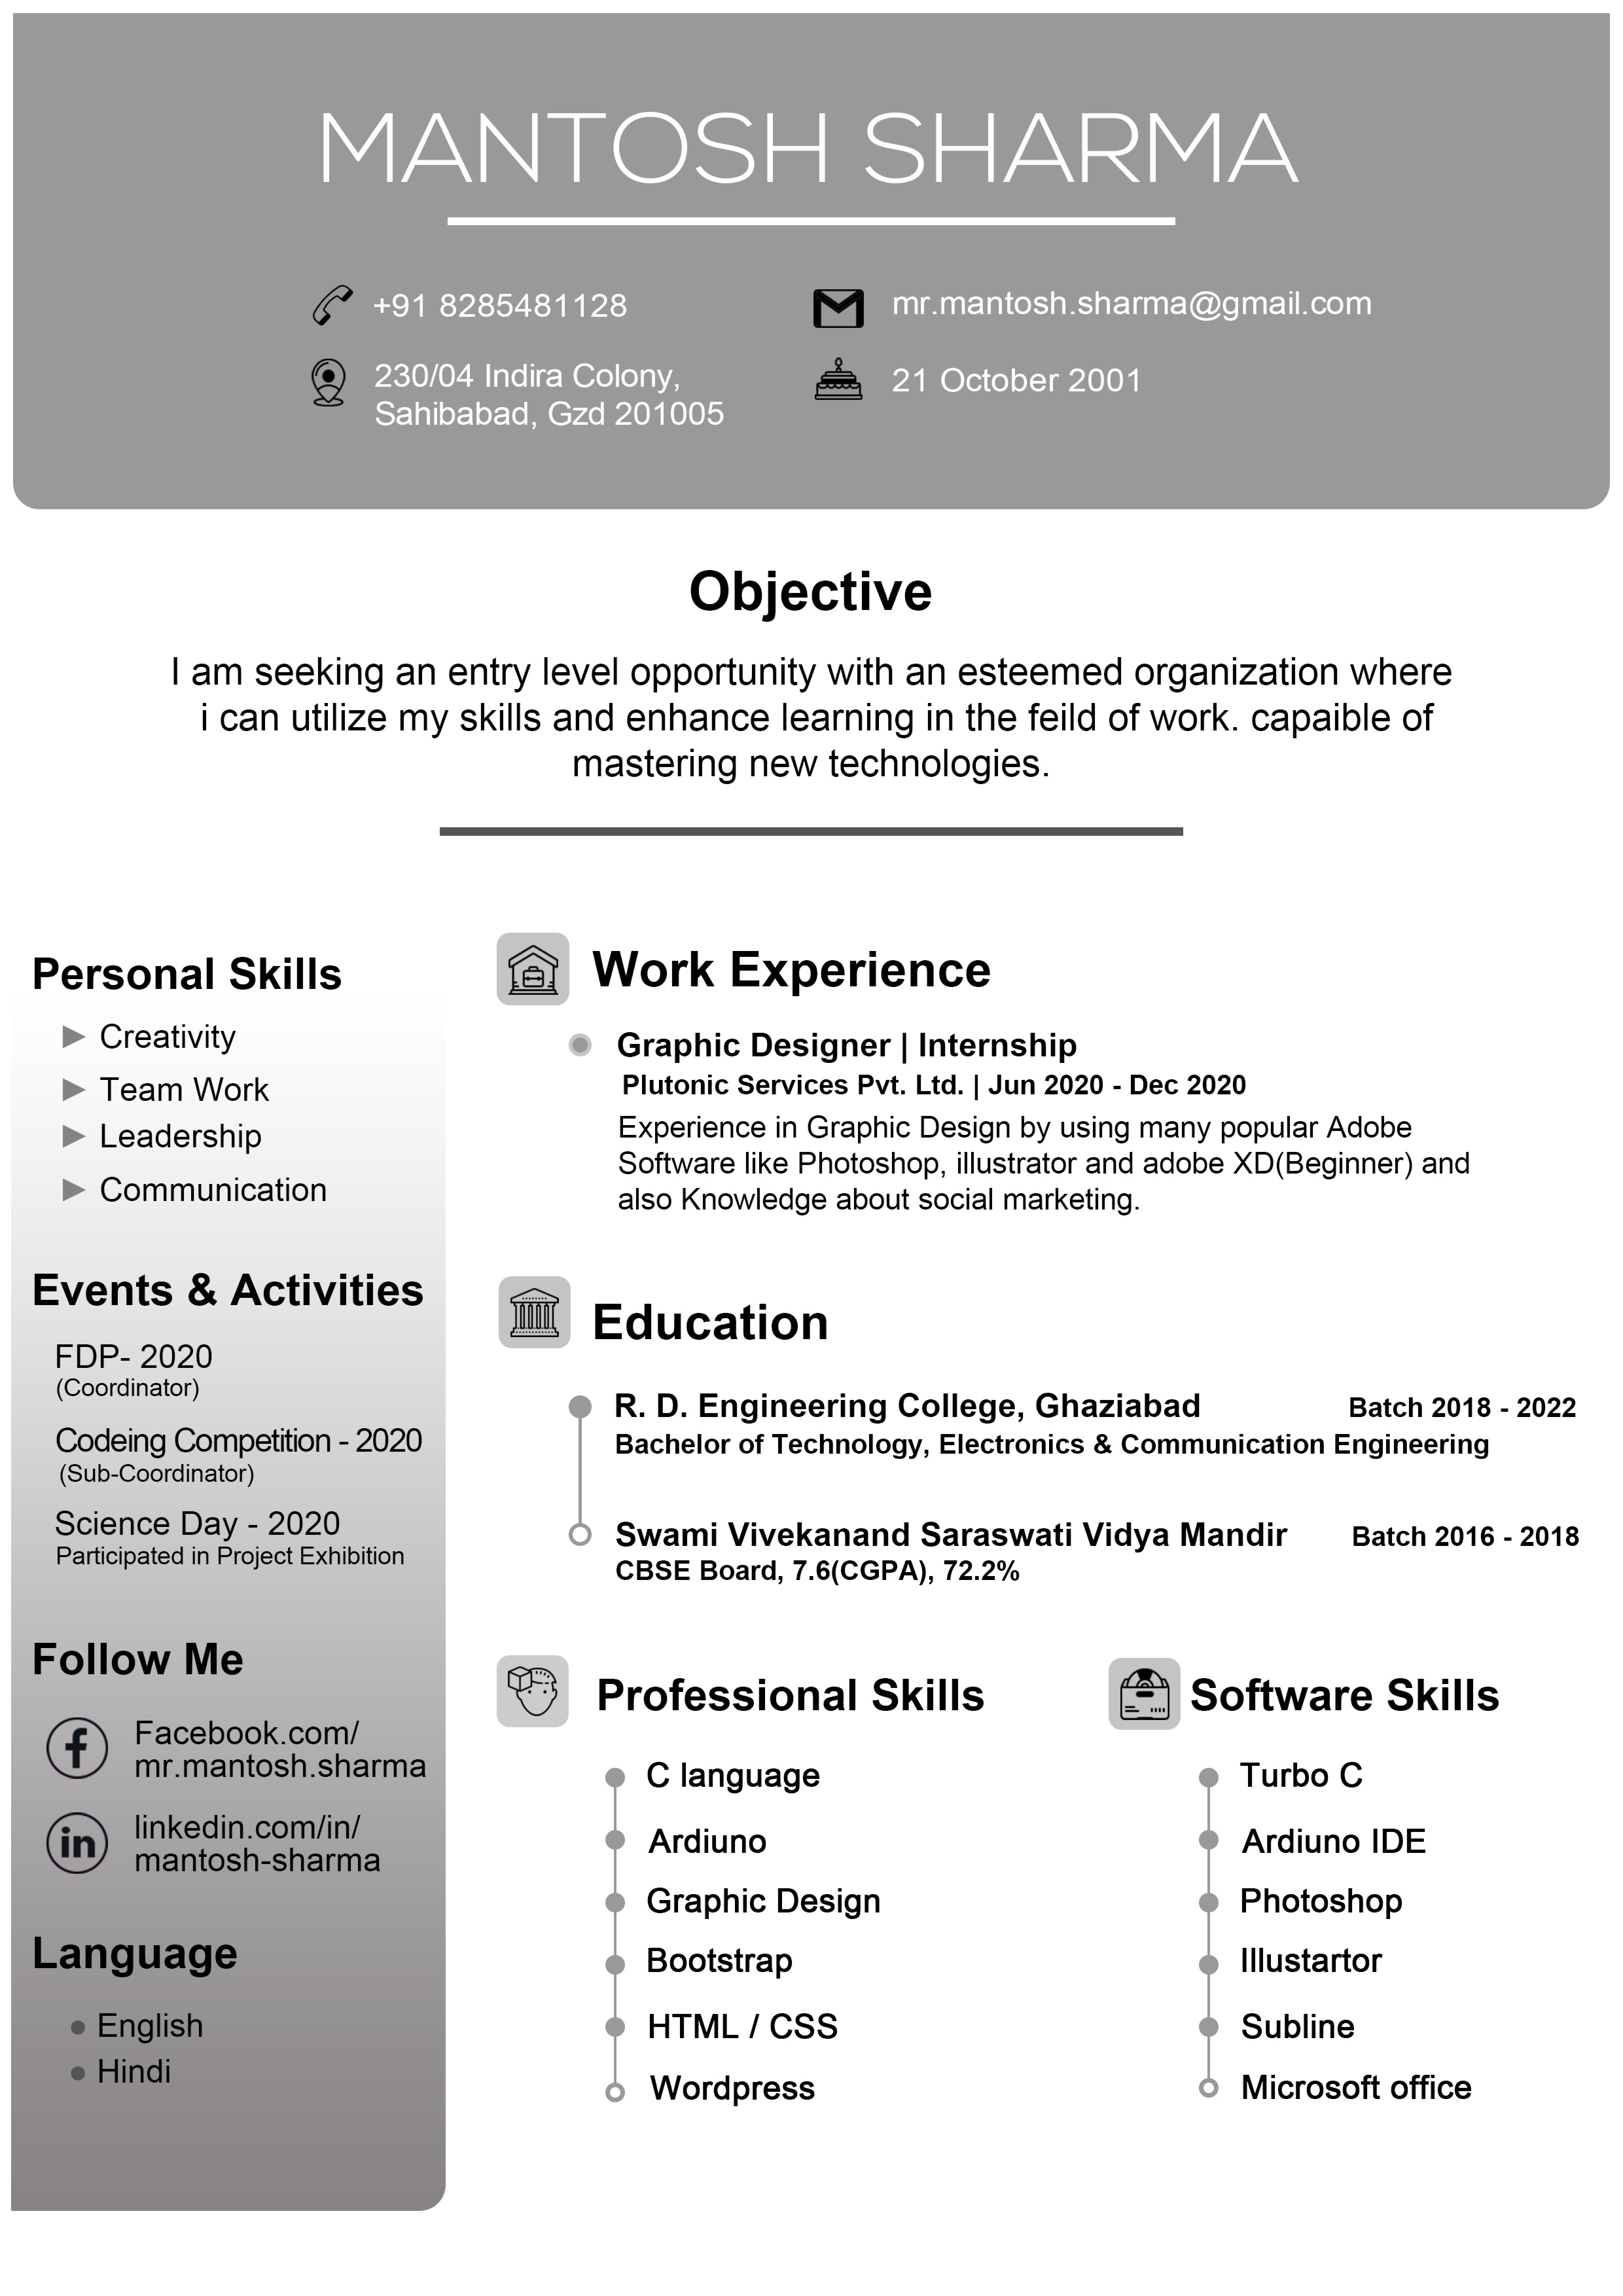 MANTOSH SHARMA
+91 8285481128
mr.mantosh.sharma@gmail.com
230/04 Indira Colony,
Sahibabad, Gzd 201005
21 October 2001
Objective
I am seeking an entry level opportunity with an esteemed organization where
i can utilize my skills and enhance learning in the feild of work. capaible of
mastering new technologies.
Personal Skills
Creativity
Team Work
Leadership
Communication
Events & Activities
FDP- 2020
(Coordinator)
Codeing Competition - 2020
(Sub-Coordinator)
Science Day - 2020
Participated in Project Exhibition
Follow Me
Facebook.com/
mr.mantosh.sharma
linkedin.com/in/
mantosh-sharma
Language
English
Hindi
Work Experience
Graphic Designer | Internship
Plutonic Services Pvt. Ltd. | Jun 2020 - Dec 2020
Experience in Graphic Design by using many popular Adobe
Software like Photoshop, illustrator and adobe XD(Beginner) and
also Knowledge about social marketing.
Education
R. D. Engineering College, Ghaziabad Batch 2018 - 2022
Bachelor of Technology, Electronics & Communication Engineering
Swami Vivekanand Saraswati Vidya Mandir Batch 2016 - 2018
CBSE Board, 7.6(CGPA), 72.2%
Professional Skills
C language
Ardiuno
Graphic Design
Bootstrap
HTML / CSS
Wordpress
Software Skills
Turbo C
Ardiuno IDE
Photoshop
Illustartor
Subline
Microsoft office